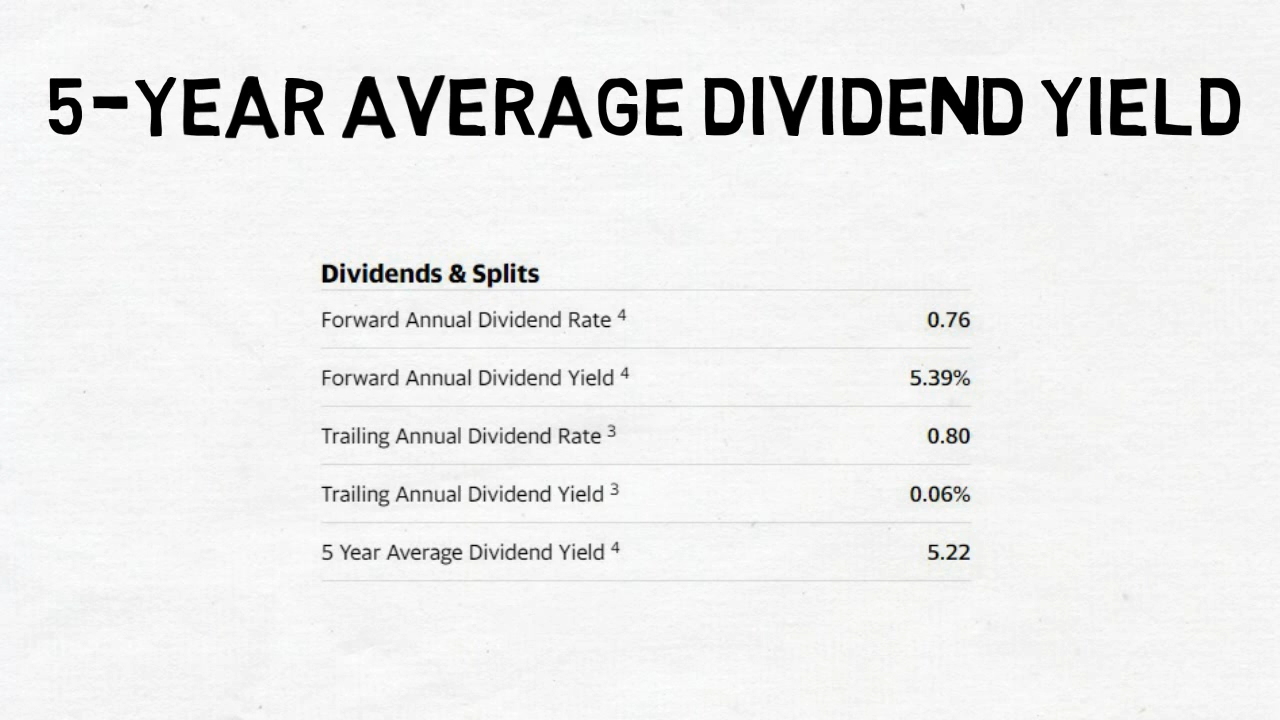 5-YEAR AVERAGE DIVIDEND YIELD
Dividends & Splits
Forward Annual Dividend Rate 4 0.76
Forward Annual Dividend Yield 4 5.39%
Trailing Annual Dividend Rate 3 0.80
Trailing Annual Dividend Yield 3 0.06%
5 Year Average Dividend Yield 4 5.22